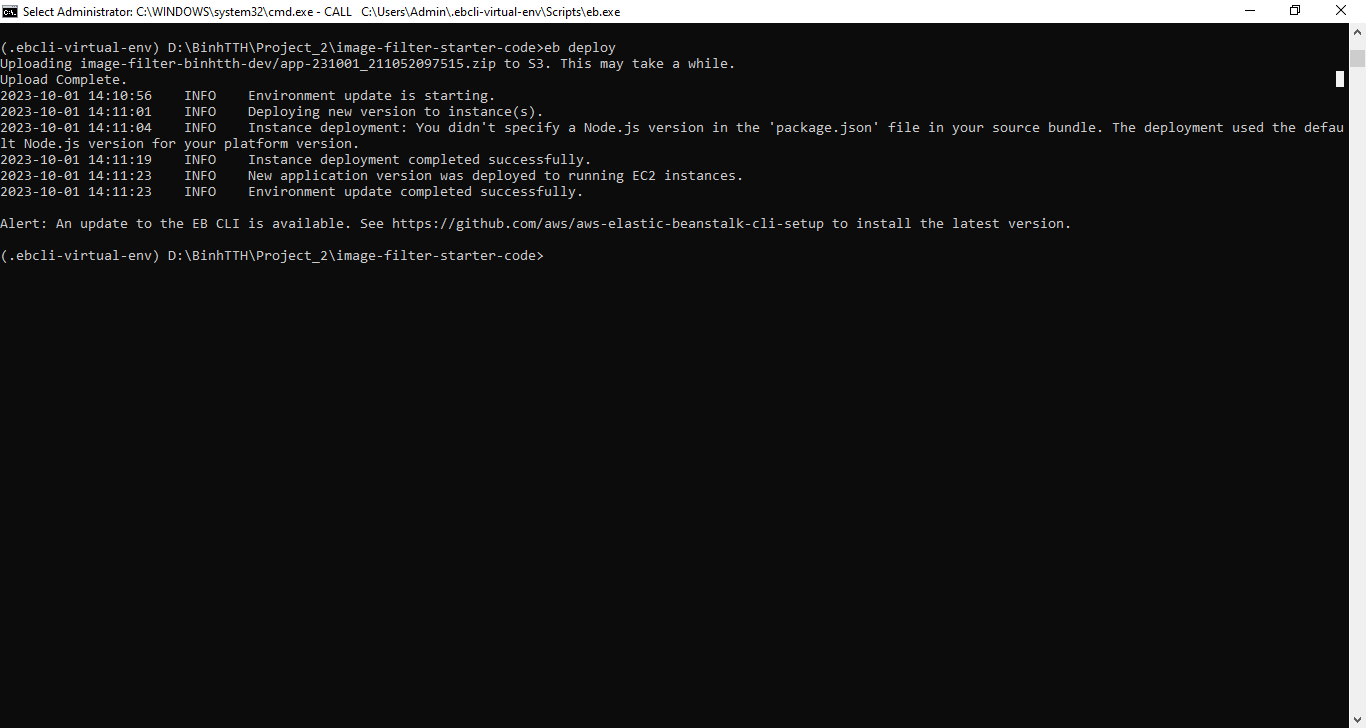 Select Administrator: C:\WINDOWS\system32\cmd.exe - CALL C:\Users\Admin\.ebcli-virtual-env\Scripts\eb.exe
(.ebcli-virtual-env) D:\BinhTTH\Project_2\image-filter-starter-code>eb deploy
Uploading image-filter-binhtth-dev/app-231001_211052097515.zip to S3. This may take a while.
Upload Complete.
2023-10-01 14:10:56    INFO    Environment update is starting.
2023-10-01 14:11:01    INFO    Deploying new version to instance(s).
2023-10-01 14:11:04    INFO    Instance deployment: You didn't specify a Node.js version in the 'package.json' file in your source bundle. The deployment used the defau
lt Node.js version for your platform version.
2023-10-01 14:11:19    INFO    Instance deployment completed successfully.
2023-10-01 14:11:23    INFO    New application version was deployed to running EC2 instances.
2023-10-01 14:11:23    INFO    Environment update completed successfully.
Alert: An update to the EB CLI is available. See https://github.com/aws/aws-elastic-beanstalk-cli-setup to install the latest version.
(.ebcli-virtual-env) D:\BinhTTH\Project_2\image-filter-starter-code>